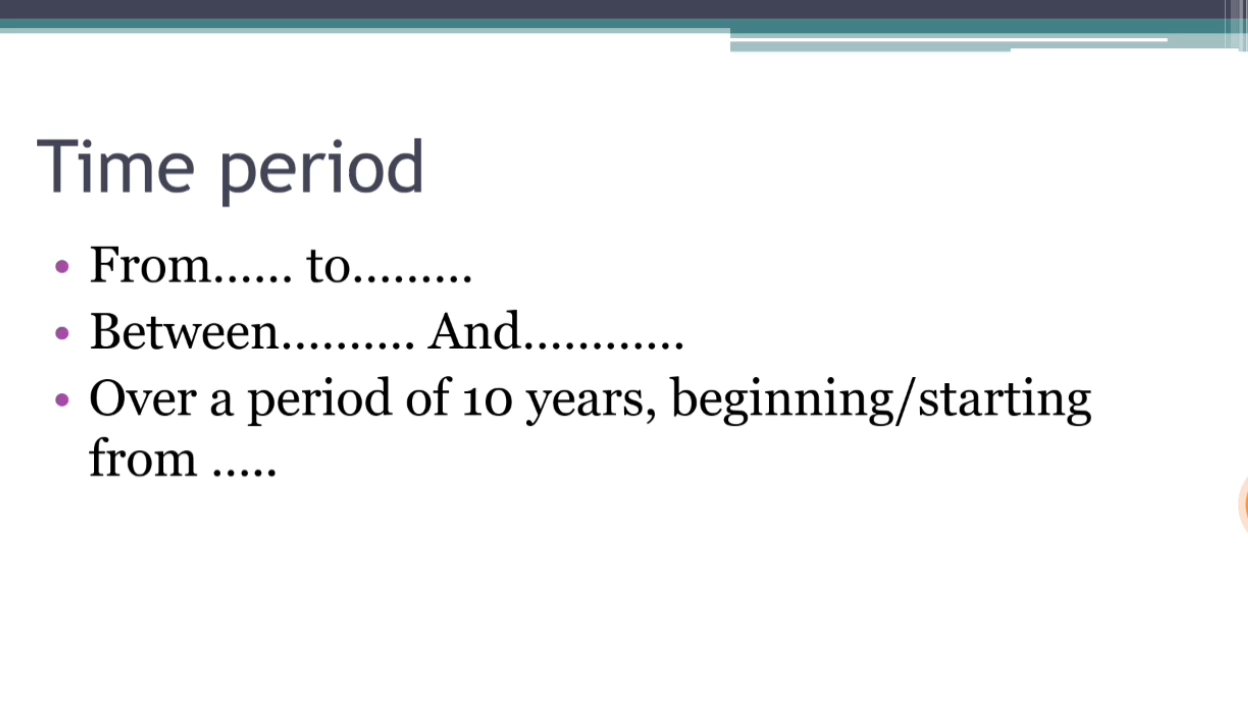 Time period
• From...... to.........
• Between.......... And............
• Over a period of 10 years, beginning/starting
from .....